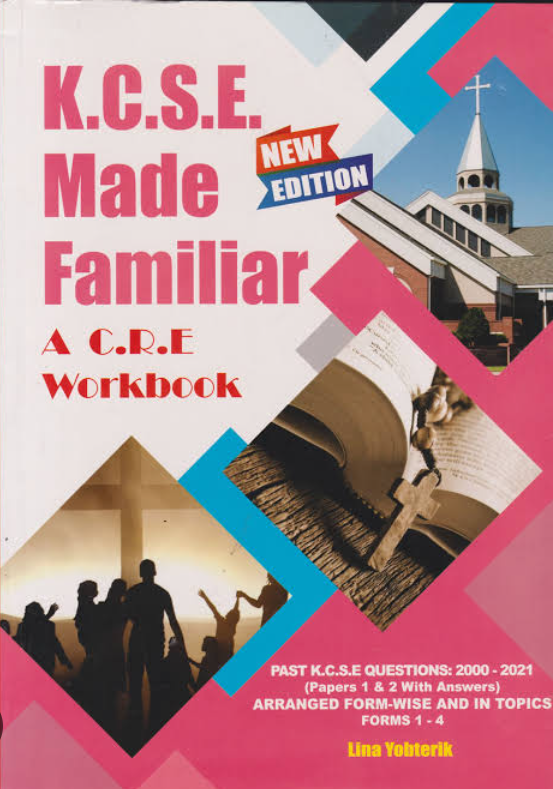 K.C.S.E.
Made
Familiar
NEW
EDITION
A C.R.E
Workbook
PAST K.C.S.E QUESTIONS: 2000 - 2021
(Papers 1 & 2 With Answers)
ARRANGED FORM-WISE AND IN TOPICS
FORMS 1 - 4
Lina Yobterik